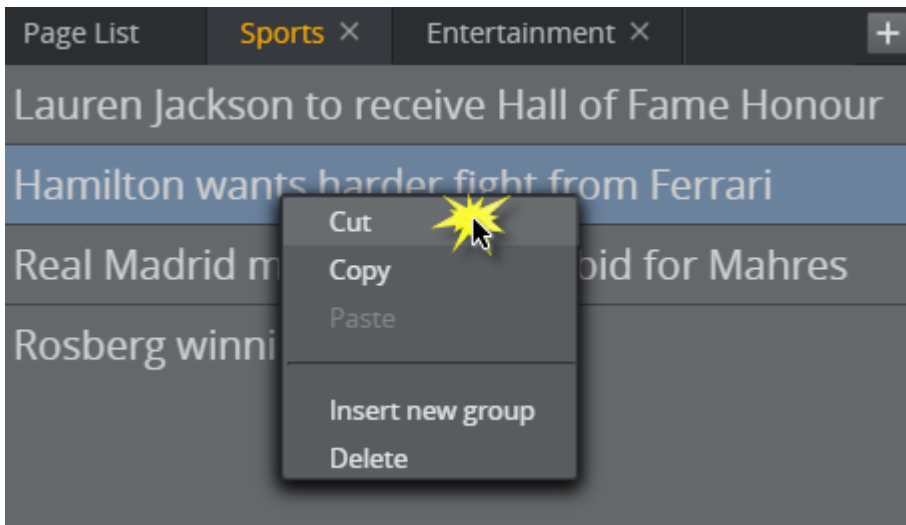 Page List Sports × Entertainment × +
Lauren Jackson to receive Hall of Fame Honour
Hamilton wants harder fight from Ferrari
Cut
Real Madrid m bid for Mahres
Copy
Paste
Rosberg winni
Insert new group
Delete